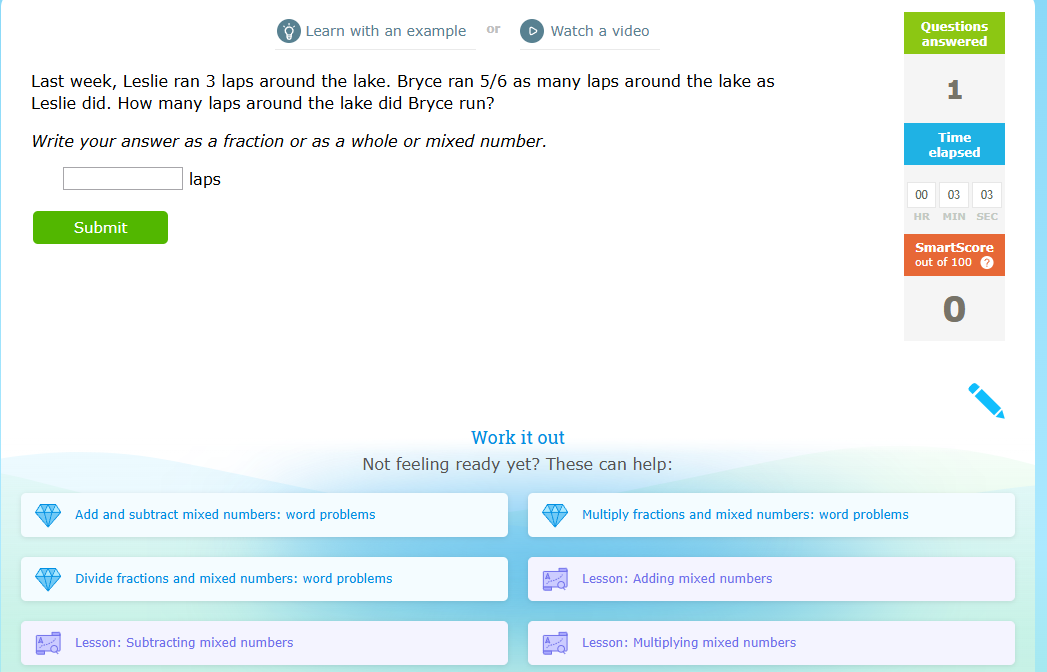 Learn with an example or Watch a video
Questions
answered
1
Last week, Leslie ran 3 laps around the lake. Bryce ran 5/6 as many laps around the lake as
Leslie did. How many laps around the lake did Bryce run?
Write your answer as a fraction or as a whole or mixed number.
laps
Submit
Time
elapsed
00 03 03
HR MIN SEC
SmartScore
out of 100 ?
0
Work it out
Not feeling ready yet? These can help:
Add and subtract mixed numbers: word problems
Multiply fractions and mixed numbers: word problems
Divide fractions and mixed numbers: word problems
Lesson: Adding mixed numbers
Lesson: Subtracting mixed numbers
Lesson: Multiplying mixed numbers